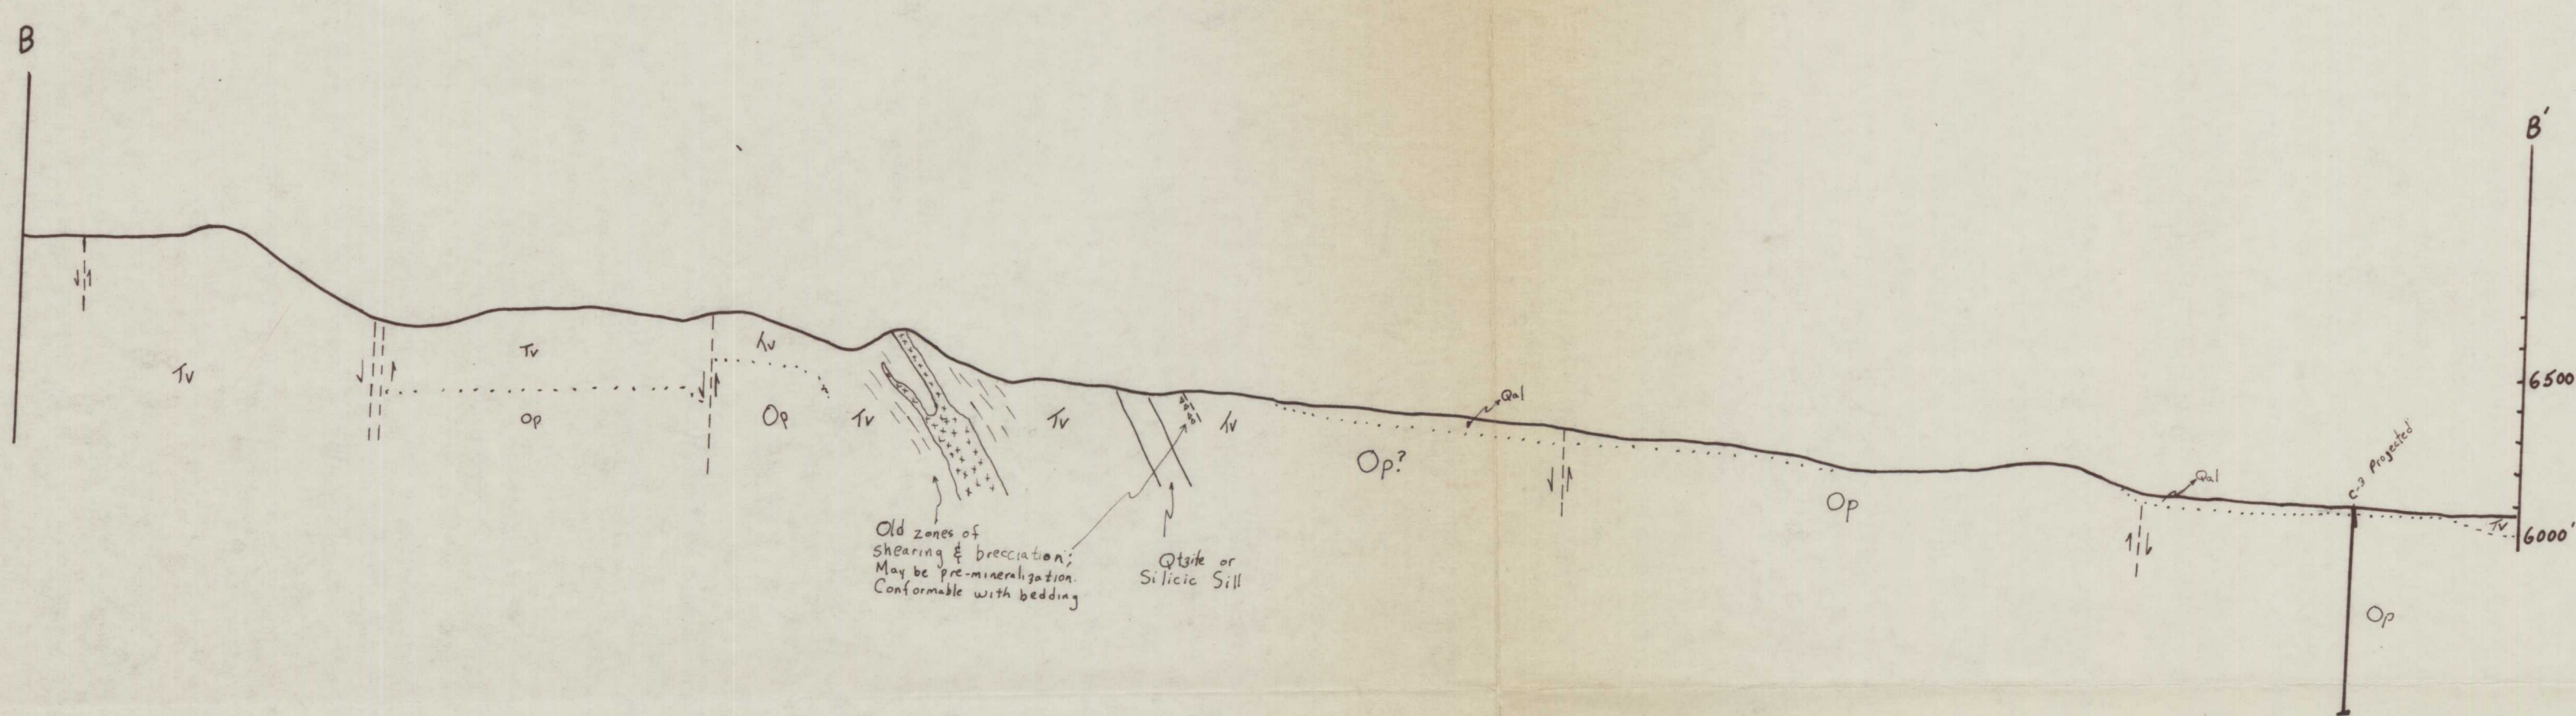 B
B'
Qal
6500
Tv
Tv
Tv
Op
Op
Tv
Tv
Tv
Op?
Op
C-3 Projected
Qal
Tv
6000'
Old zones of
shearing & brecciation;
May be pre-mineralization.
Conformable with bedding
Qtzite or
Silicic Sill
Op